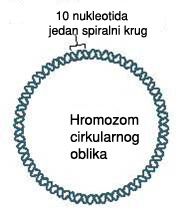 10 nukleotida
jedan spiralni krug
Hromozom
cirkularnog
oblika